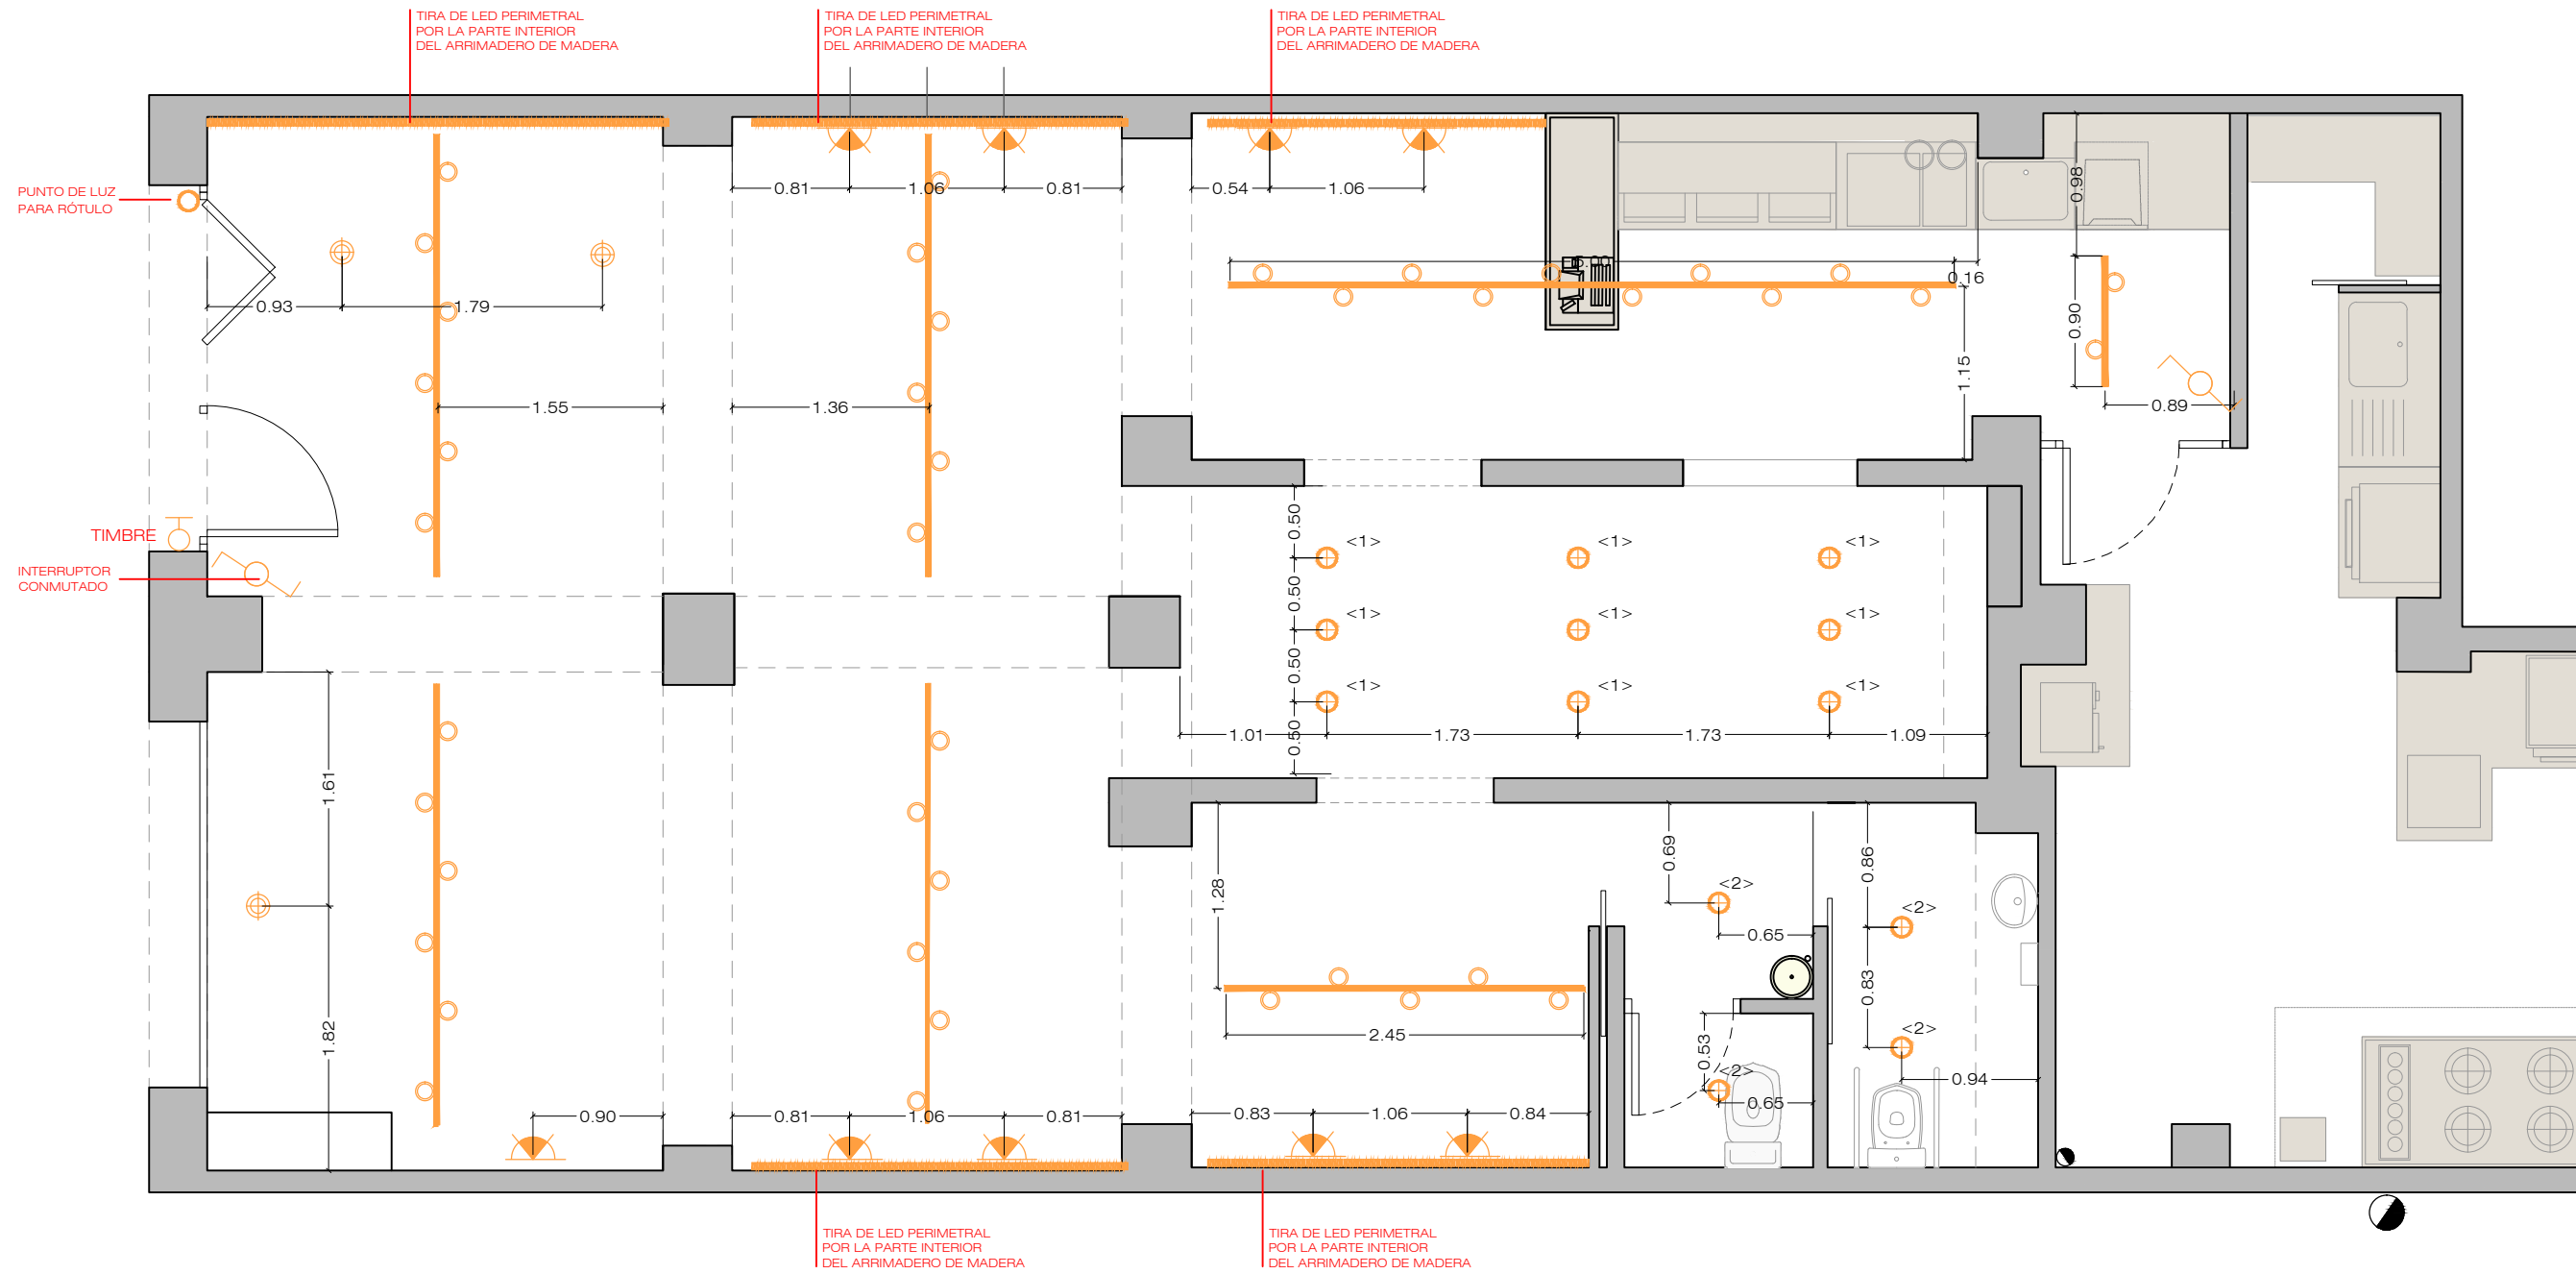 TIRA DE LED PERIMETRAL
POR LA PARTE INTERIOR
DEL ARRIMADERO DE MADERA
TIRA DE LED PERIMETRAL
POR LA PARTE INTERIOR
DEL ARRIMADERO DE MADERA
TIRA DE LED PERIMETRAL
POR LA PARTE INTERIOR
DEL ARRIMADERO DE MADERA
PUNTO DE LUZ
PARA RÓTULO
0.81
1.06
0.81
0.54
1.06
0.98
0.16
0.93
1.79
0.90
1.15
1.55
1.36
0.89
TIMBRE
INTERRUPTOR
CONMUTADO
0.50
<1>
<1>
<1>
0.50
<1>
<1>
<1>
0.50
<1>
<1>
<1>
0.50
1.01
1.73
1.73
1.09
1.61
0.69
0.86
1.28
<2>
<2>
0.65
0.83
1.82
2.45
0.53
<2>
<2>
0.94
0.65
0.90
0.81
1.06
0.81
0.83
1.06
0.84
TIRA DE LED PERIMETRAL
POR LA PARTE INTERIOR
DEL ARRIMADERO DE MADERA
TIRA DE LED PERIMETRAL
POR LA PARTE INTERIOR
DEL ARRIMADERO DE MADERA